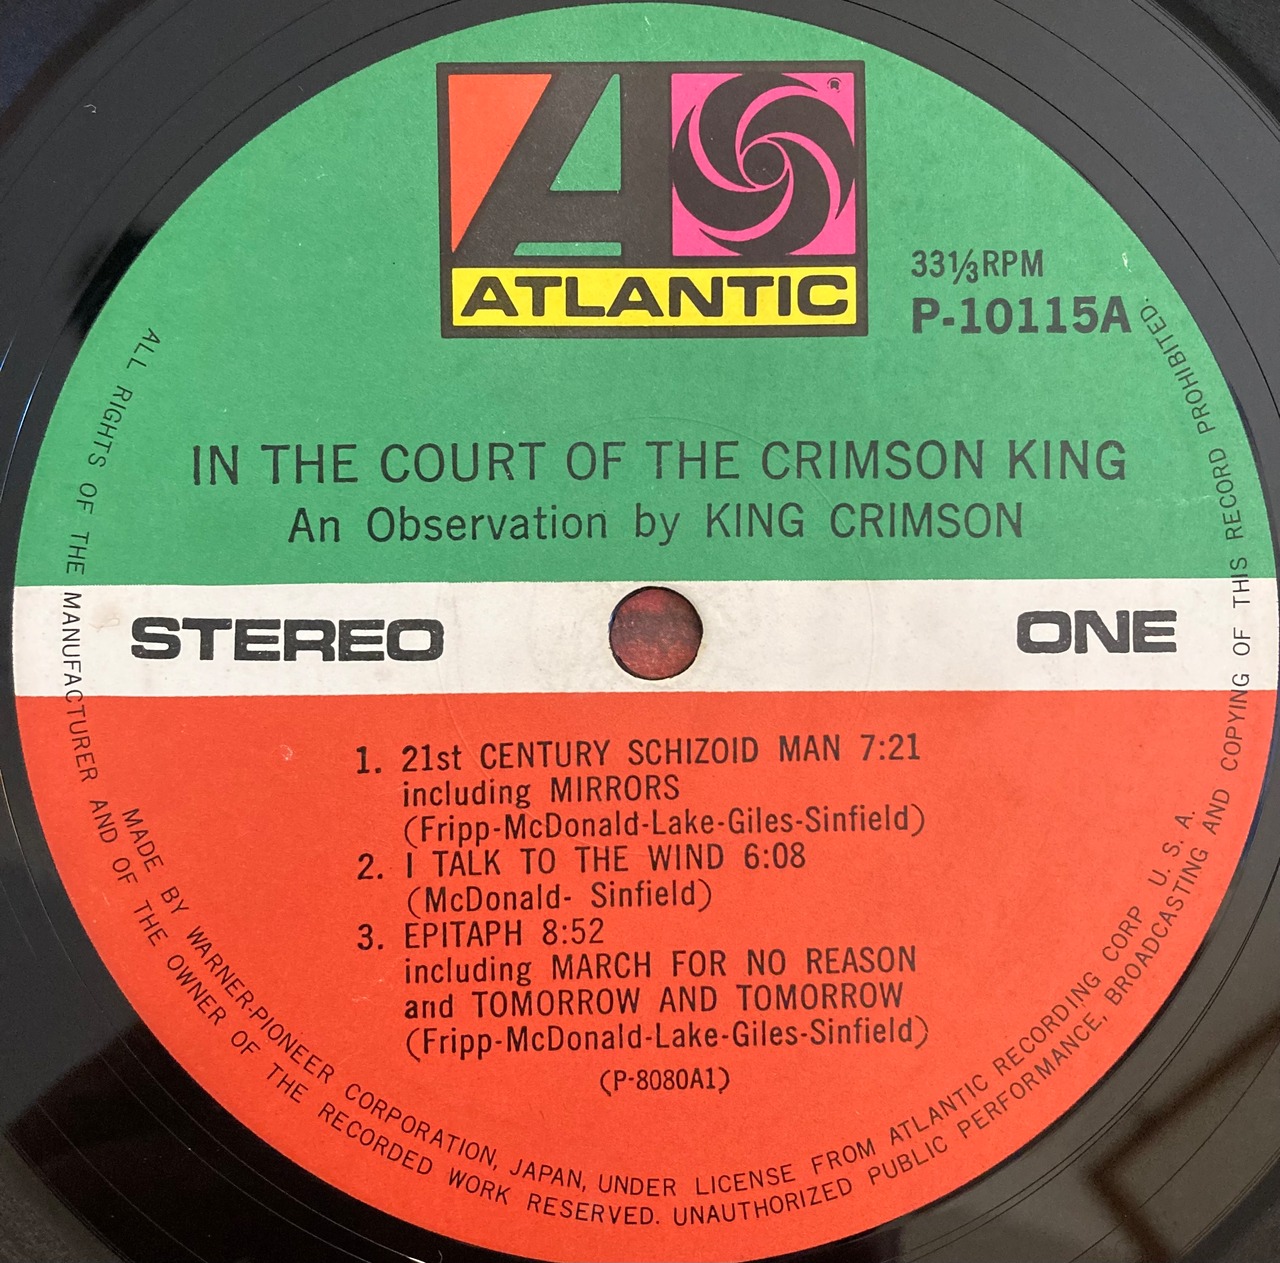 ATLANTIC
33⅓RPM
P-10115A
IN THE COURT OF THE CRIMSON KING
An Observation by KING CRIMSON
STEREO
ONE
1. 21st CENTURY SCHIZOID MAN 7:21
including MIRRORS
(Fripp-McDonald-Lake-Giles-Sinfield)
2. I TALK TO THE WIND 6:08
(McDonald- Sinfield)
3. EPITAPH 8:52
including MARCH FOR NO REASON
and TOMORROW AND TOMORROW
(Fripp-McDonald-Lake-Giles-Sinfield)
(P-8080A1)
MADE BY WARNER-PIONEER CORPORATION, JAPAN, UNDER LICENSE FROM ATLANTIC RECORDING CORP U. S. A.
ALL RIGHTS OF THE MANUFACTURER AND OF THE OWNER OF THE RECORDED WORK RESERVED. UNAUTHORIZED PUBLIC PERFORMANCE, BROADCASTING AND COPYING OF THIS RECORD PROHIBITED.